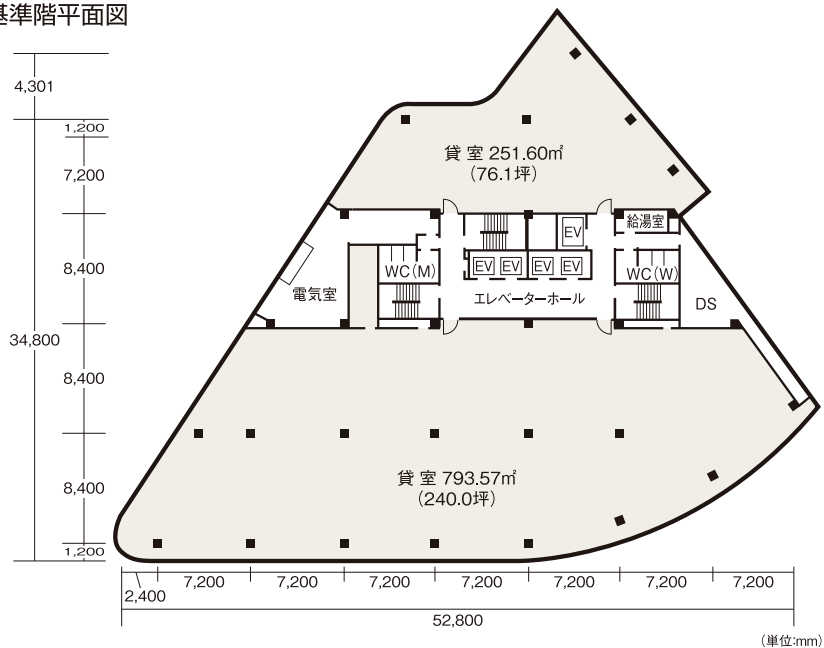 基準階平面図
4,301
1,200
7,200
8,400
34,800
8,400
8,400
1,200
貸 室 251.60㎡
(76.1坪)
給湯室
EV
WC(M)
EV
EV
EV
EV
WC(W)
電気室
エレベーターホール
DS
貸 室 793.57㎡
(240.0坪)
2,400
7,200
7,200
7,200
7,200
7,200
7,200
7,200
52,800
(単位:mm)